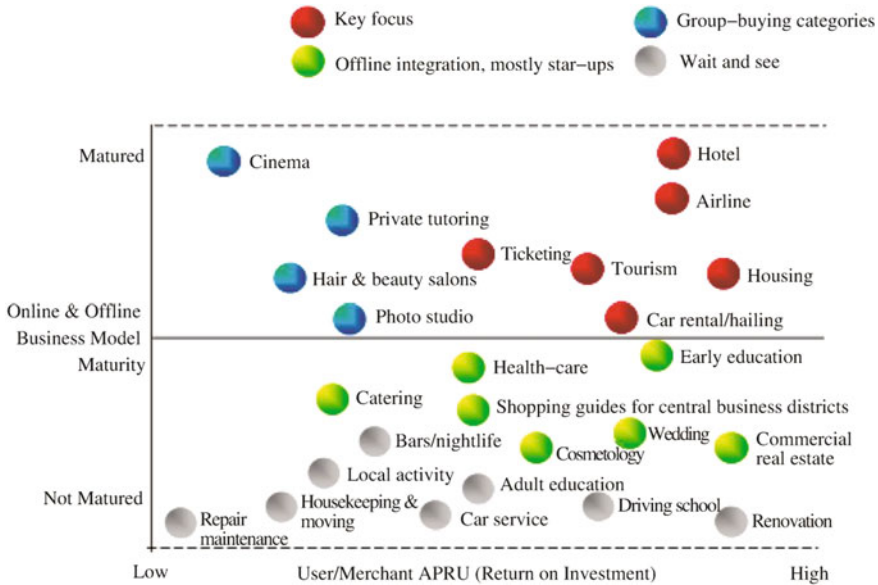 Key focus
Group-buying categories
Offline integration, mostly star-ups
Wait and see
Matured
Cinema
Hotel
Airline
Private tutoring
Ticketing
Tourism
Housing
Hair & beauty salons
Photo studio
Car rental/hailing
Online & Offline
Business Model
Maturity
Early education
Health-care
Catering
Shopping guides for central business districts
Bars/nightlife
Wedding
Cosmetology
Commercial
real estate
Local activity
Adult education
Not Matured
Housekeeping &
moving
Driving school
Car service
Repair
maintenance
Renovation
Low
User/Merchant APRU (Return on Investment)
High